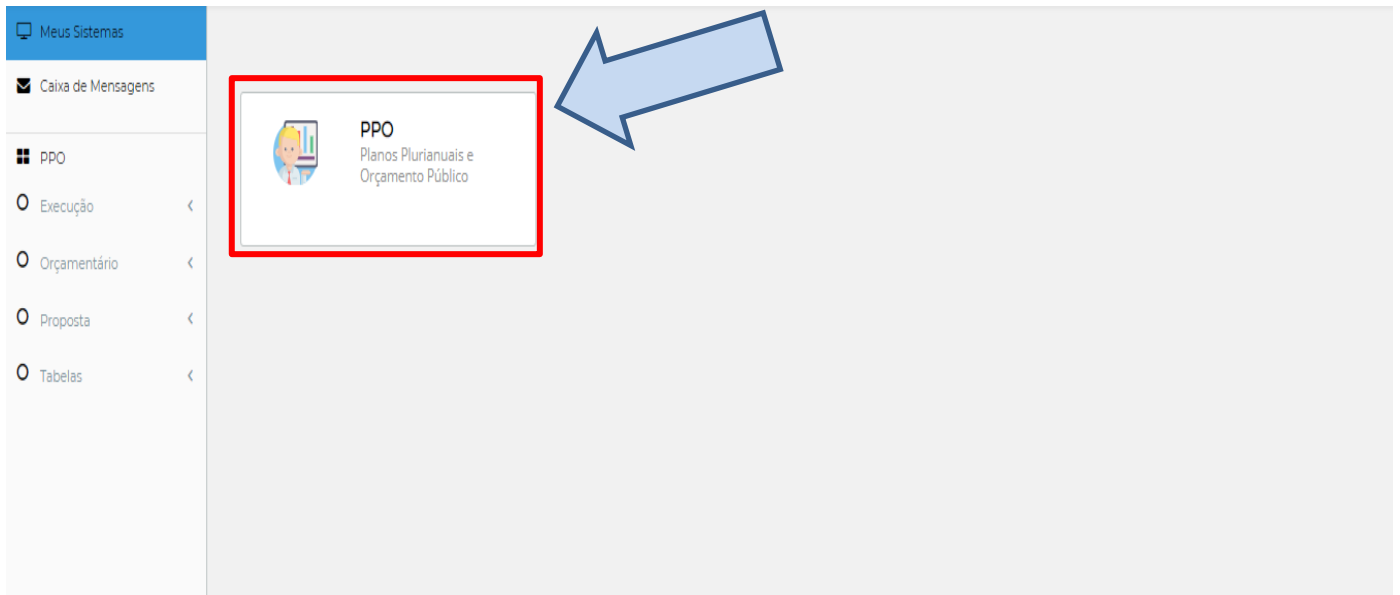 Meus Sistemas
Caixa de Mensagens
PPO
Execução
Orçamentário
Proposta
Tabelas
PPO
Planos Plurianuais e
Orçamento Público